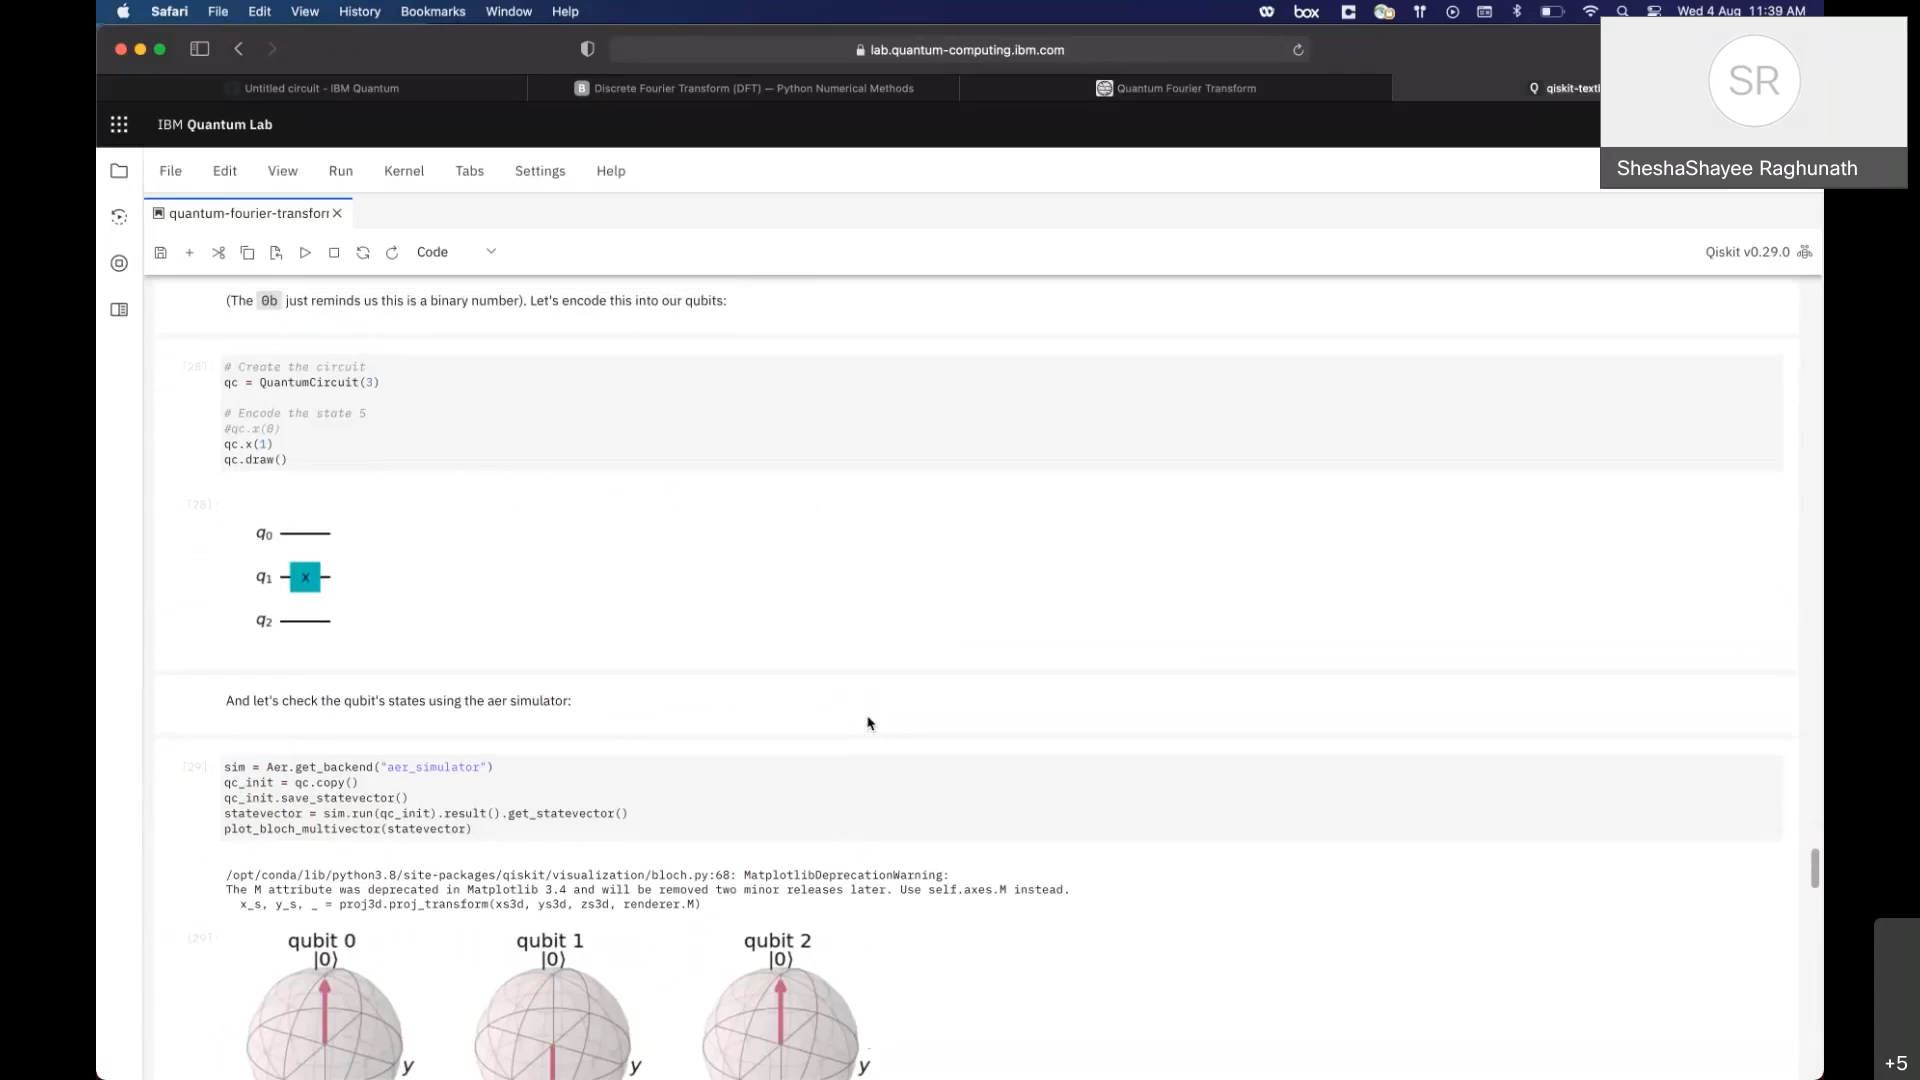 Safari File Edit View History Bookmarks Window Help
box
Wed 4 Aug 11:39 AM
lab.quantum-computing.ibm.com
Untitled circuit - IBM Quantum
B Discrete Fourier Transform (DFT) — Python Numerical Methods
Quantum Fourier Transform
Q qiskit-textl
SR
SheshaShayee Raghunath
IBM Quantum Lab
File Edit View Run Kernel Tabs Settings Help
quantum-fourier-transforr
Code
Qiskit v0.29.0
(The 0b just reminds us this is a binary number). Let's encode this into our qubits:
[28]:
# Create the circuit
qc = QuantumCircuit(3)
# Encode the state 5
#qc.x(0)
qc.x(1)
qc.draw()
[28]:
q0
q1 X
q2
And let's check the qubit's states using the aer simulator:
[29]:
sim = Aer.get_backend("aer_simulator")
qc_init = qc.copy()
qc_init.save_statevector()
statevector = sim.run(qc_init).result().get_statevector()
plot_bloch_multivector(statevector)
/opt/conda/lib/python3.8/site-packages/qiskit/visualization/bloch.py:68: MatplotlibDeprecationWarning:
The M attribute was deprecated in Matplotlib 3.4 and will be removed two minor releases later. Use self.axes.M instead.
x_s, y_s, _ = proj3d.proj_transform(xs3d, ys3d, zs3d, renderer.M)
[29]:
qubit 0 qubit 1 qubit 2
|0⟩ |0⟩ |0⟩
y y y
+5